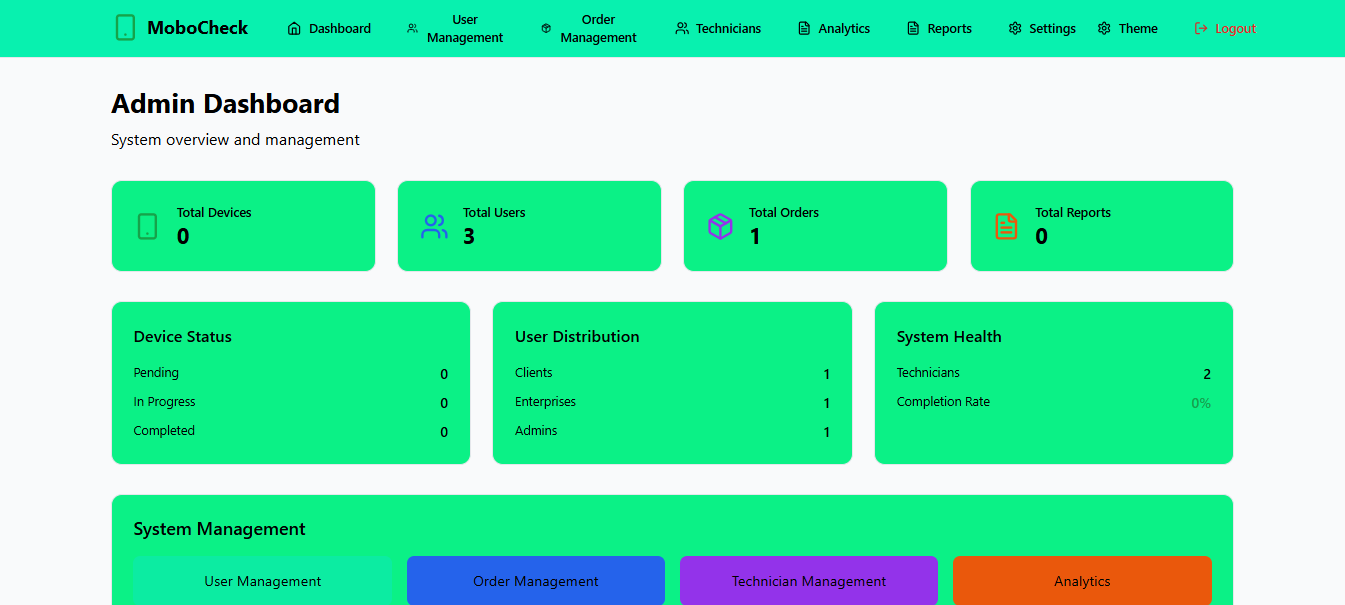 MoboCheck
Dashboard
User
Management
Order
Management
Technicians
Analytics
Reports
Settings
Theme
Logout
Admin Dashboard
System overview and management
Total Devices
0
Total Users
3
Total Orders
1
Total Reports
0
Device Status
Pending 0
In Progress 0
Completed 0
User Distribution
Clients 1
Enterprises 1
Admins 1
System Health
Technicians 2
Completion Rate 0%
System Management
User Management
Order Management
Technician Management
Analytics